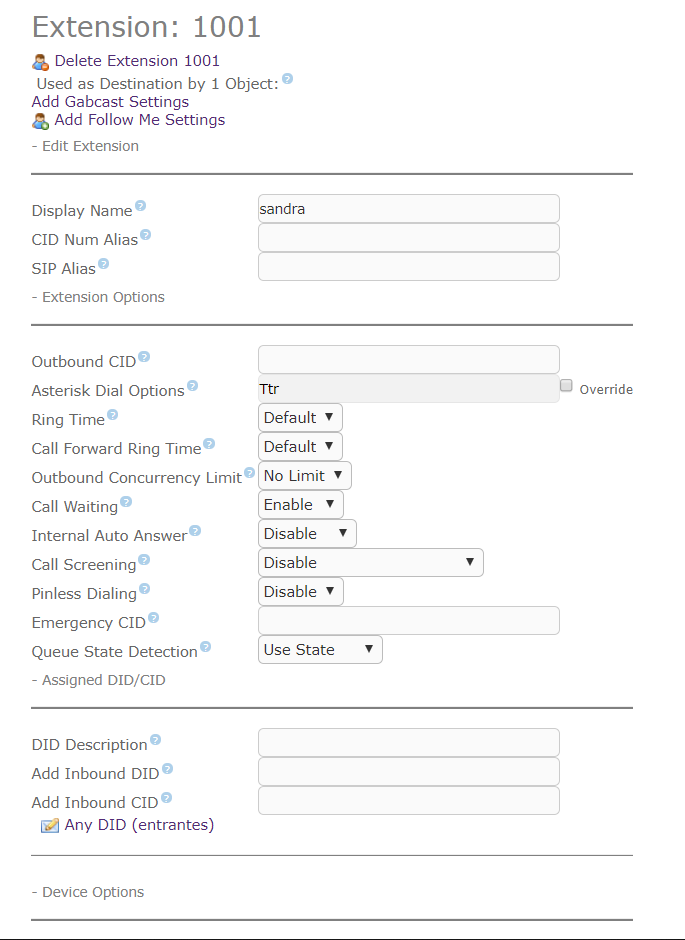 Extension: 1001
Delete Extension 1001
Used as Destination by 1 Object: ?
Add Gabcast Settings
Add Follow Me Settings
- Edit Extension
Display Name ? sandra
CID Num Alias ?
SIP Alias ?
- Extension Options
Outbound CID ?
Asterisk Dial Options ? Ttr Override
Ring Time ? Default
Call Forward Ring Time ? Default
Outbound Concurrency Limit ? No Limit
Call Waiting ? Enable
Internal Auto Answer ? Disable
Call Screening ? Disable
Pinless Dialing ? Disable
Emergency CID ?
Queue State Detection ? Use State
- Assigned DID/CID
DID Description ?
Add Inbound DID ?
Add Inbound CID ?
Any DID (entrantes)
- Device Options